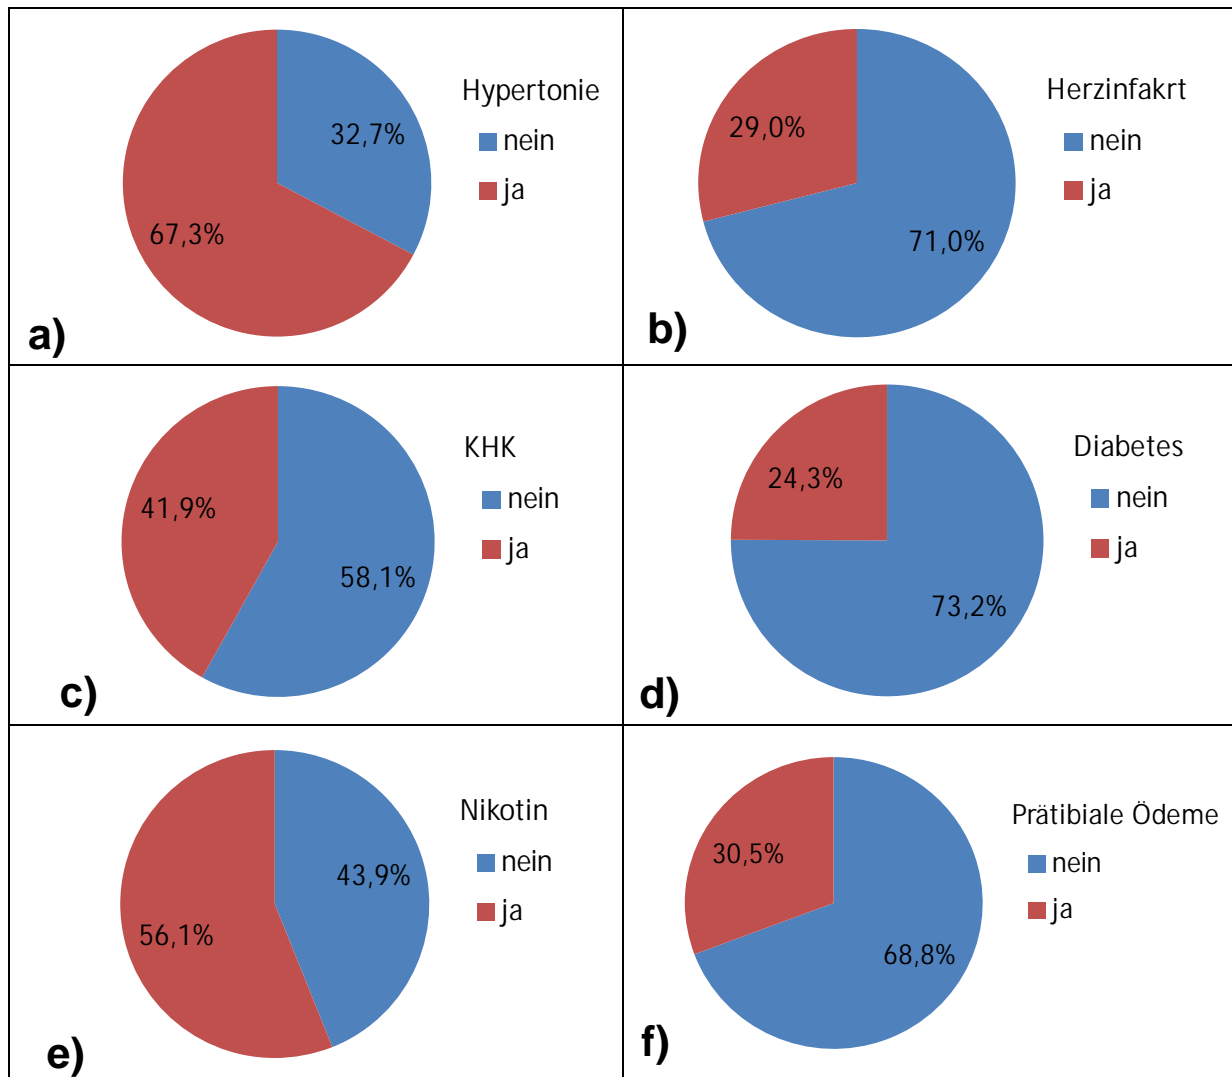 Hypertonie
nein
ja
32,7%
67,3%
a)
Herzinfakrt
nein
ja
29,0%
71,0%
b)
KHK
nein
ja
41,9%
58,1%
c)
Diabetes
nein
ja
24,3%
73,2%
d)
Nikotin
nein
ja
43,9%
56,1%
e)
Prätibiale Ödeme
nein
ja
30,5%
68,8%
f)